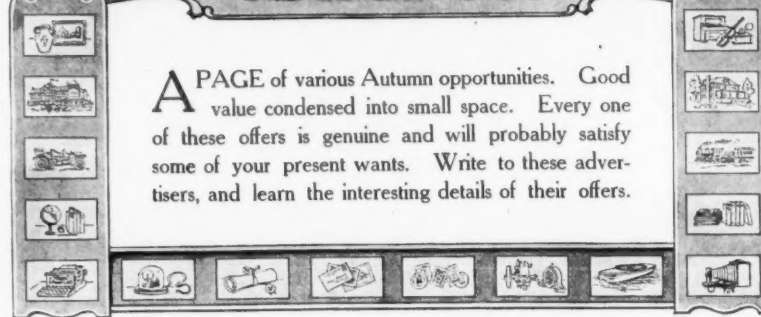 A PAGE of various Autumn opportunities. Good
value condensed into small space. Every one
of these offers is genuine and will probably satisfy
some of your present wants. Write to these adver-
tisers, and learn the interesting details of their offers.